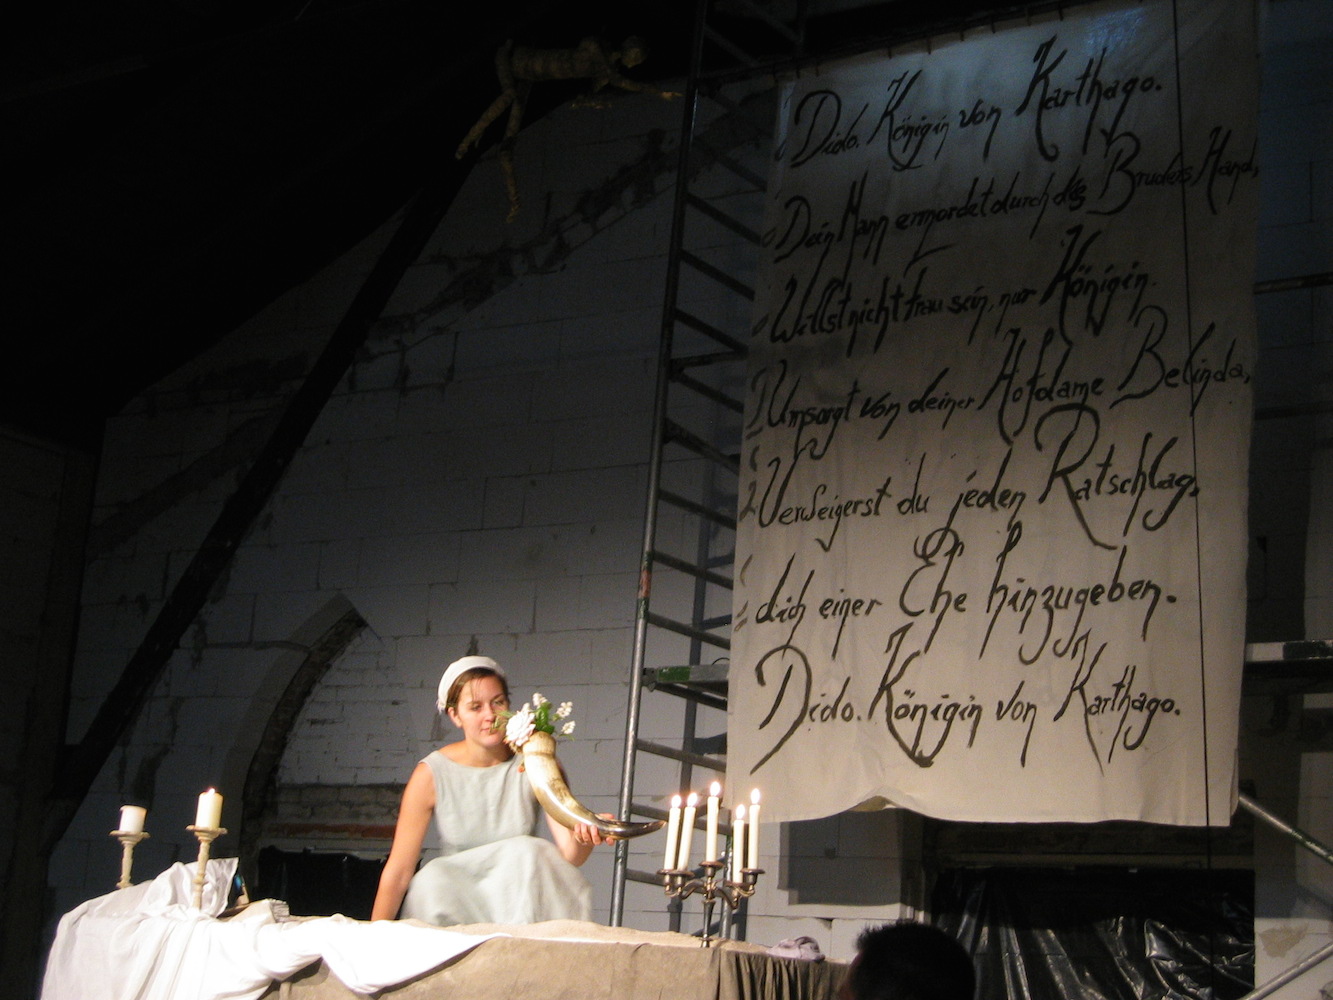 Dido. Königin von Karthago.
Dein Mann ermordet durch des Bruders Hand,
Willst nicht Frau sein, nur Königin.
Umsorgt von deiner Hofdame Belinda,
Verweigerst du jeden Ratschlag,
dich einer Ehe hinzugeben.
Dido. Königin von Karthago.